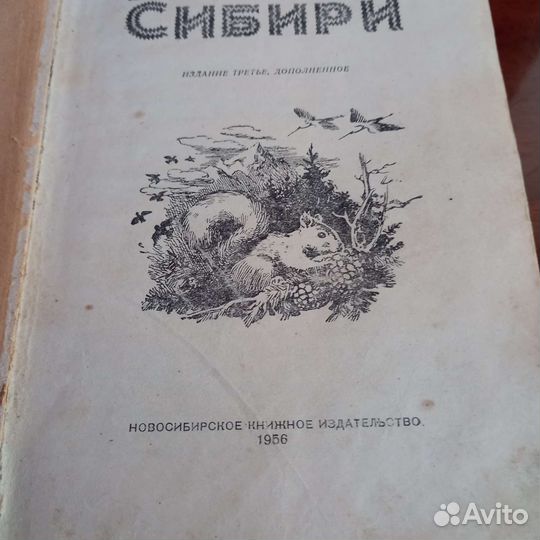 СИБИРИ
ИЗДАНИЕ ТРЕТЬЕ, ДОПОЛНЕННОЕ
НОВОСИБИРСКОЕ КНИЖНОЕ ИЗДАТЕЛЬСТВО
1956
Avito